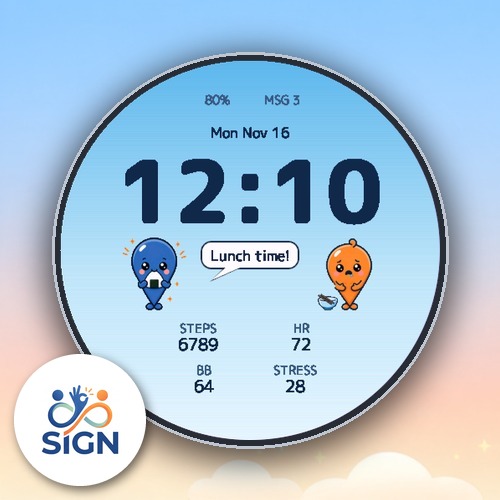 80% MSG 3
Mon Nov 16
12:10
Lunch time!
STEPS HR
6789 72
BB STRESS
64 28
SIGN